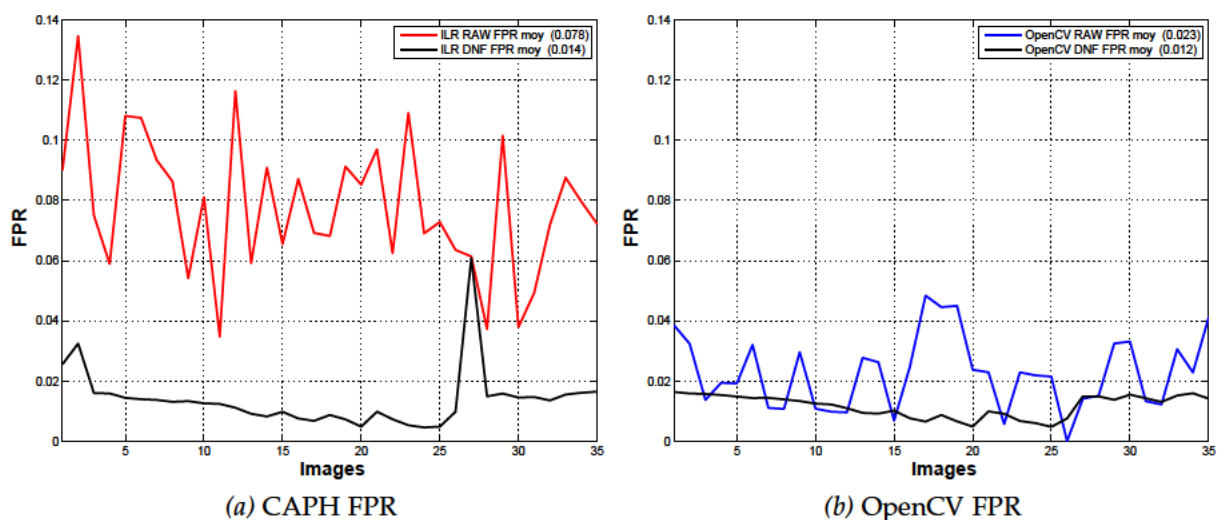 0.14
0.12
0.1
0.08
0.06
0.04
0.02
0
FPR
5 10 15 20 25 30 35
Images
ILR RAW FPR moy (0.078)
ILR DNF FPR moy (0.014)
(a) CAPH FPR
0.14
0.12
0.1
0.08
0.06
0.04
0.02
0
FPR
5 10 15 20 25 30 35
Images
OpenCV RAW FPR moy (0.023)
OpenCV DNF FPR moy (0.012)
(b) OpenCV FPR